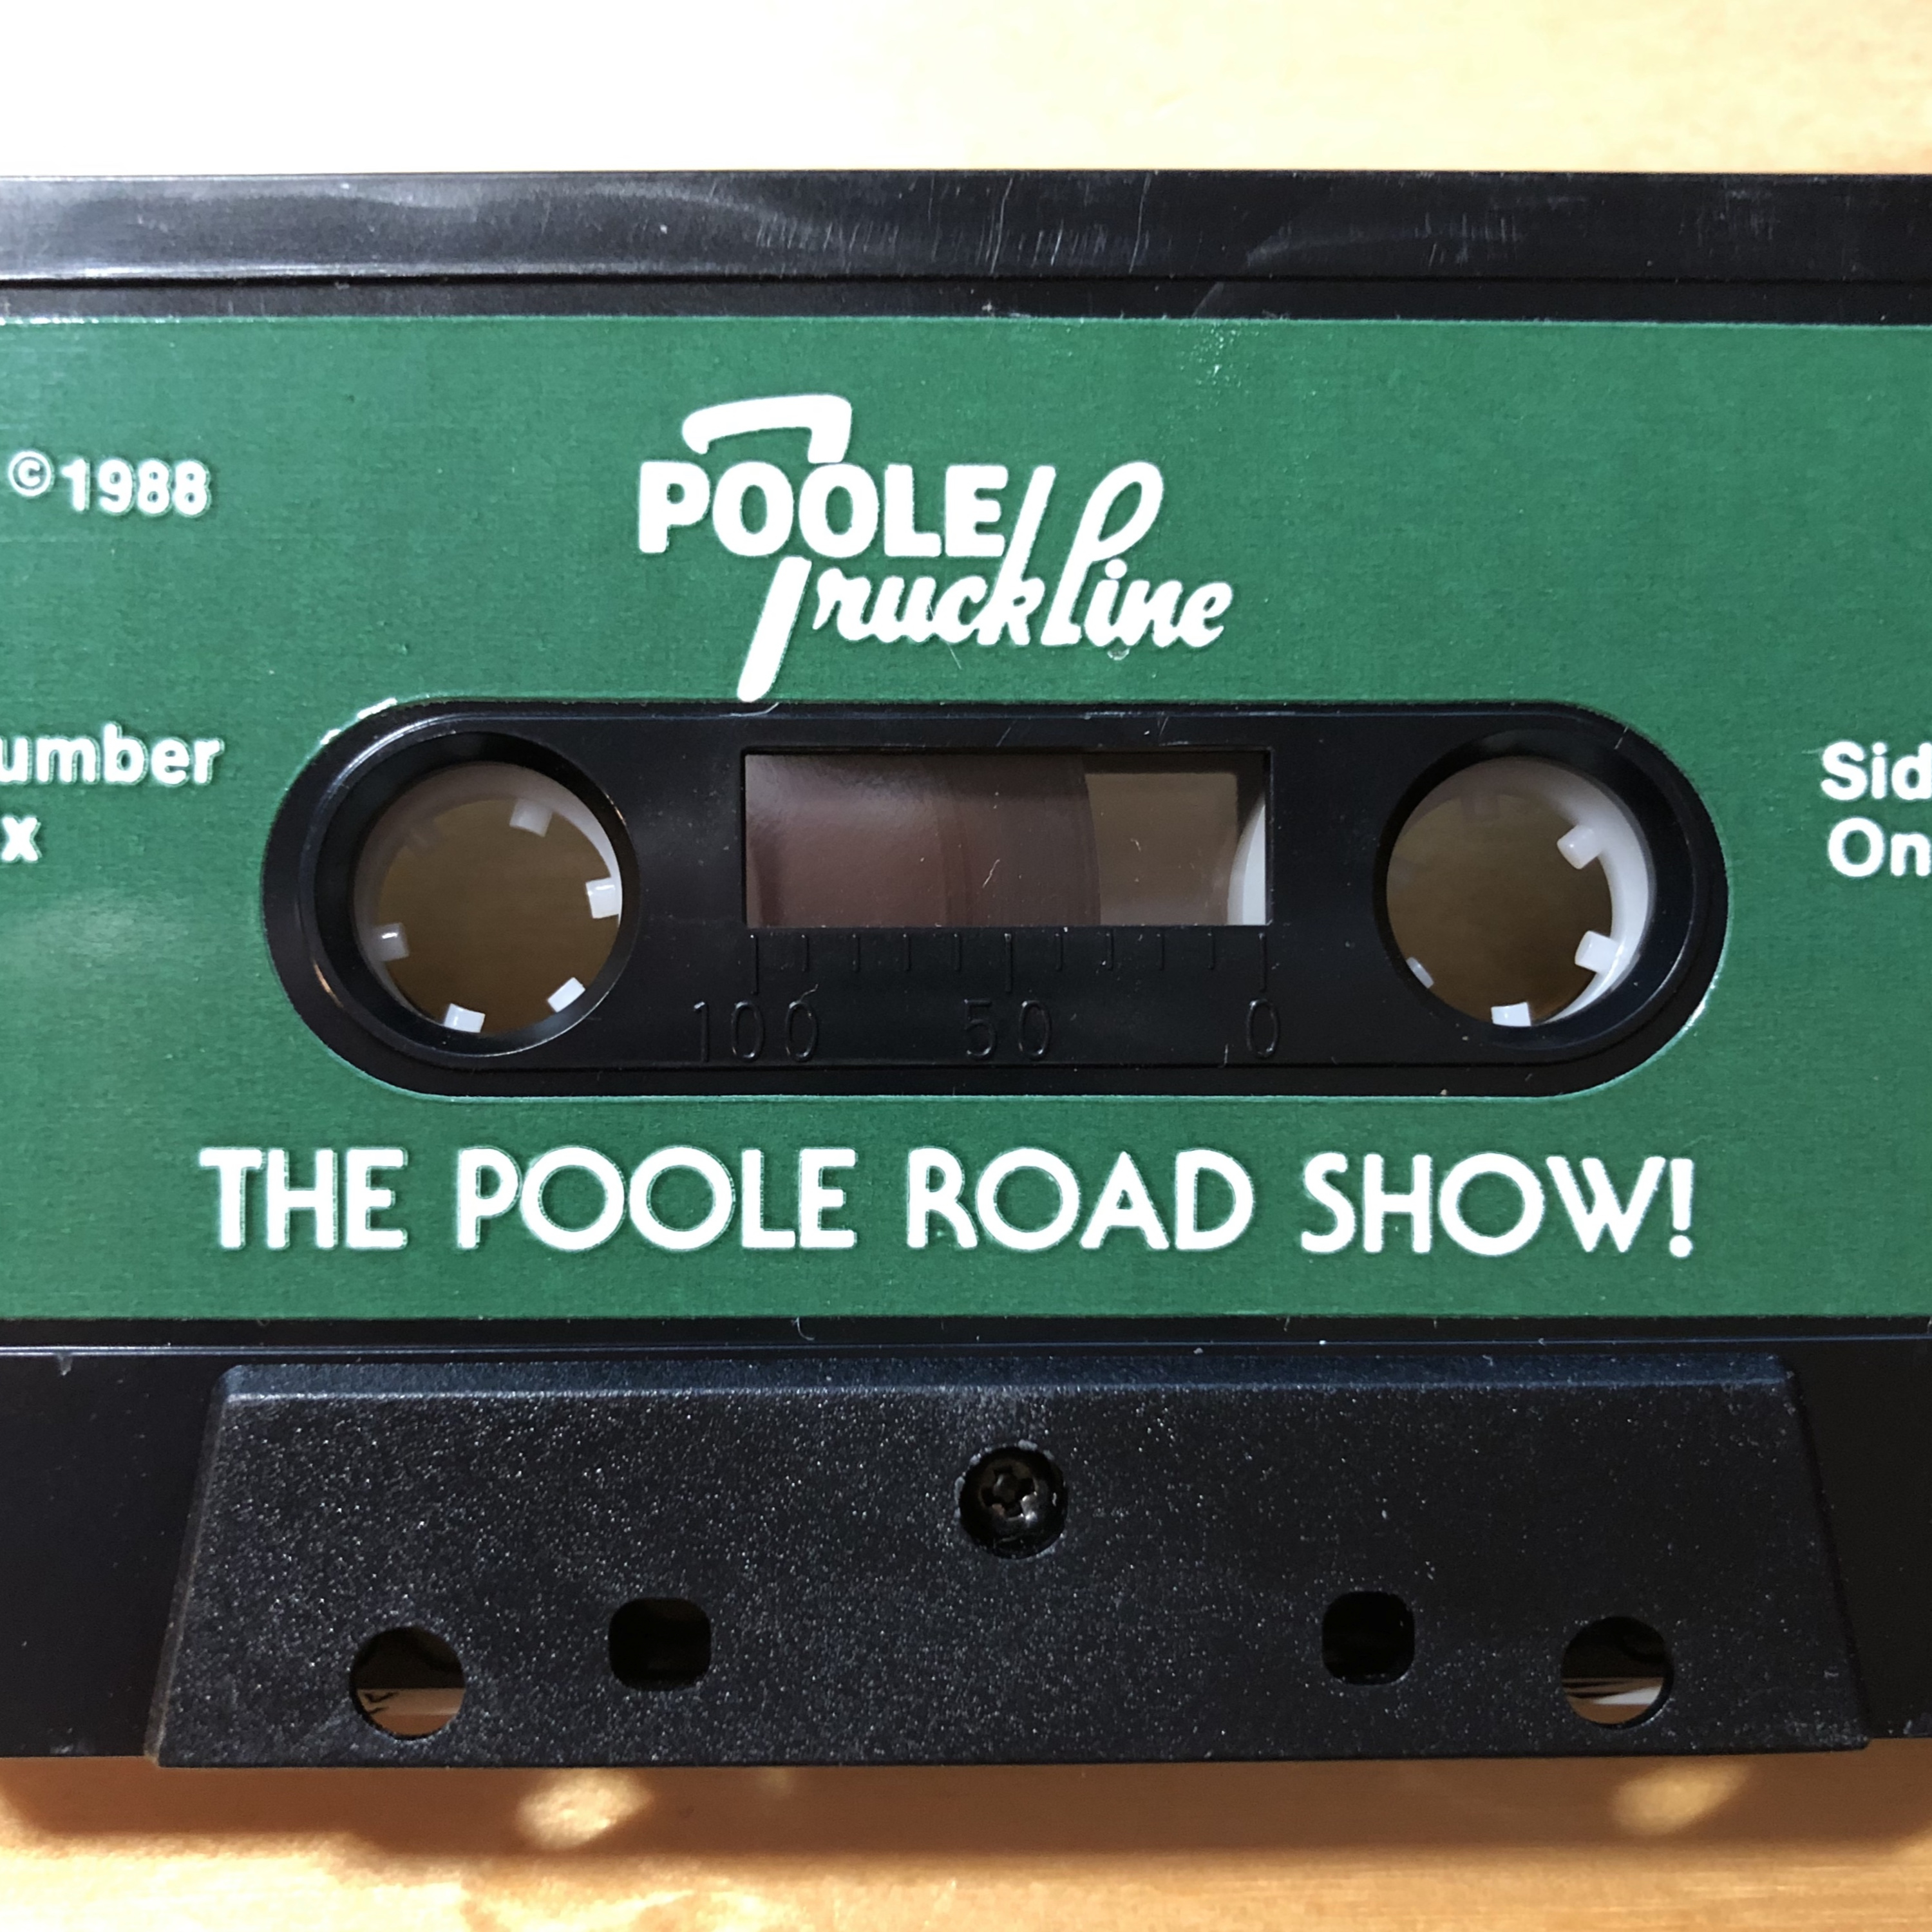 ©1988
POOLE
Truck Line
umber
x
Sid
On
100 50 0
THE POOLE ROAD SHOW!